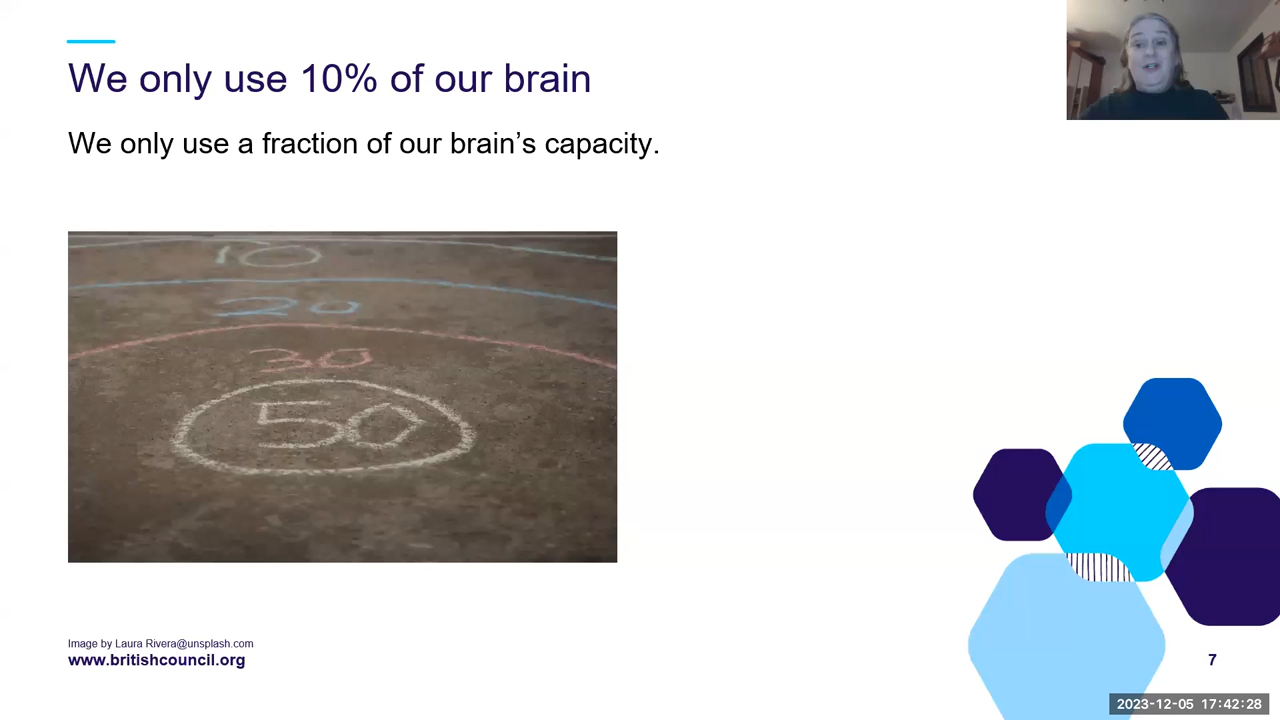 We only use 10% of our brain
We only use a fraction of our brain’s capacity.
10
20
30
50
Image by Laura Rivera@unsplash.com
www.britishcouncil.org
7
2023-12-05 17:42:28